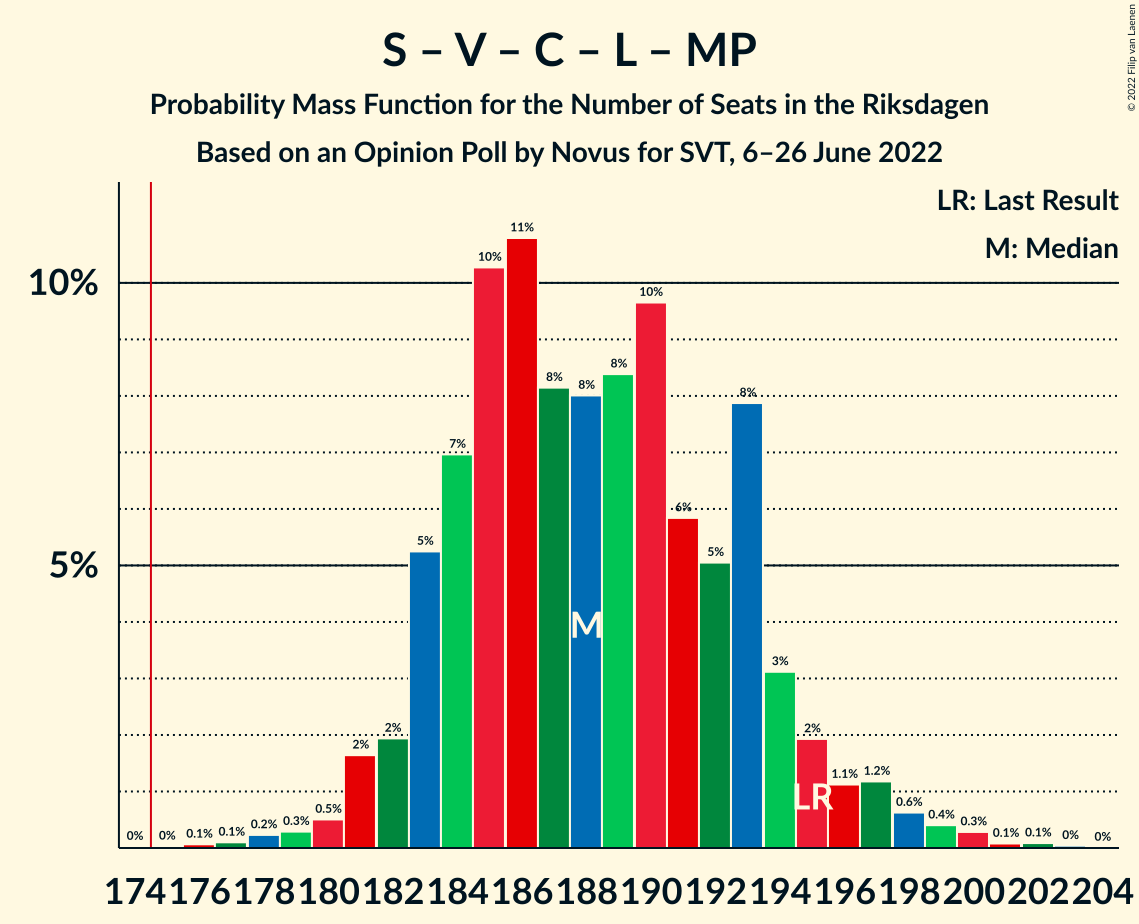 © 2022 Filip van Laenen
S – V – C – L – MP
Probability Mass Function for the Number of Seats in the Riksdagen
Based on an Opinion Poll by Novus for SVT, 6–26 June 2022
LR: Last Result
M: Median
10%
5%
0% 0% 0.1% 0.1% 0.2% 0.3% 0.5% 2% 2% 5% 7% 10% 11% 8% 8% 8% 10% 6% 5% 8% 3% 2% 1.1% 1.2% 0.6% 0.4% 0.3% 0.1% 0.1% 0% 0%
M
LR
174 176 178 180 182 184 186 188 190 192 194 196 198 200 202 204